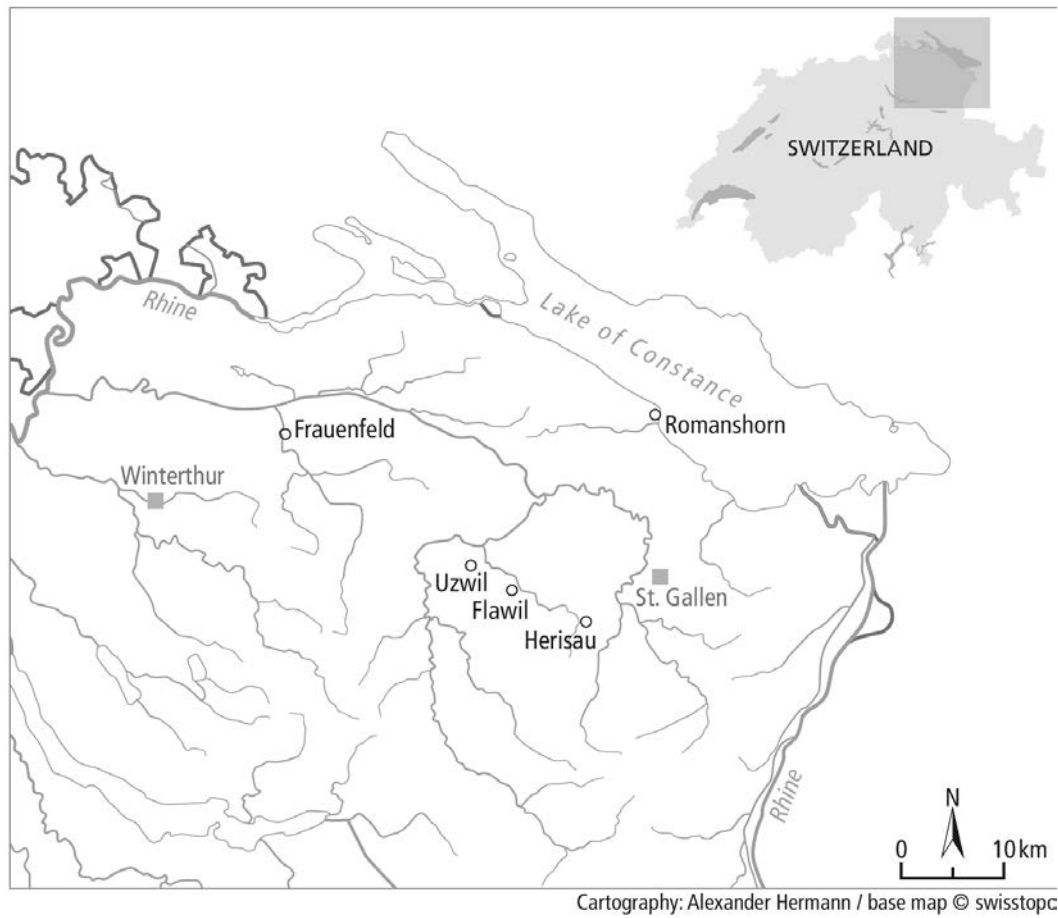 SWITZERLAND
Rhine
Lake of Constance
Frauenfeld
Romanshorn
Winterthur
Uzwil
Flawil
St. Gallen
Herisau
Rhine
N
0 10 km
Cartography: Alexander Hermann / base map © swisstopo